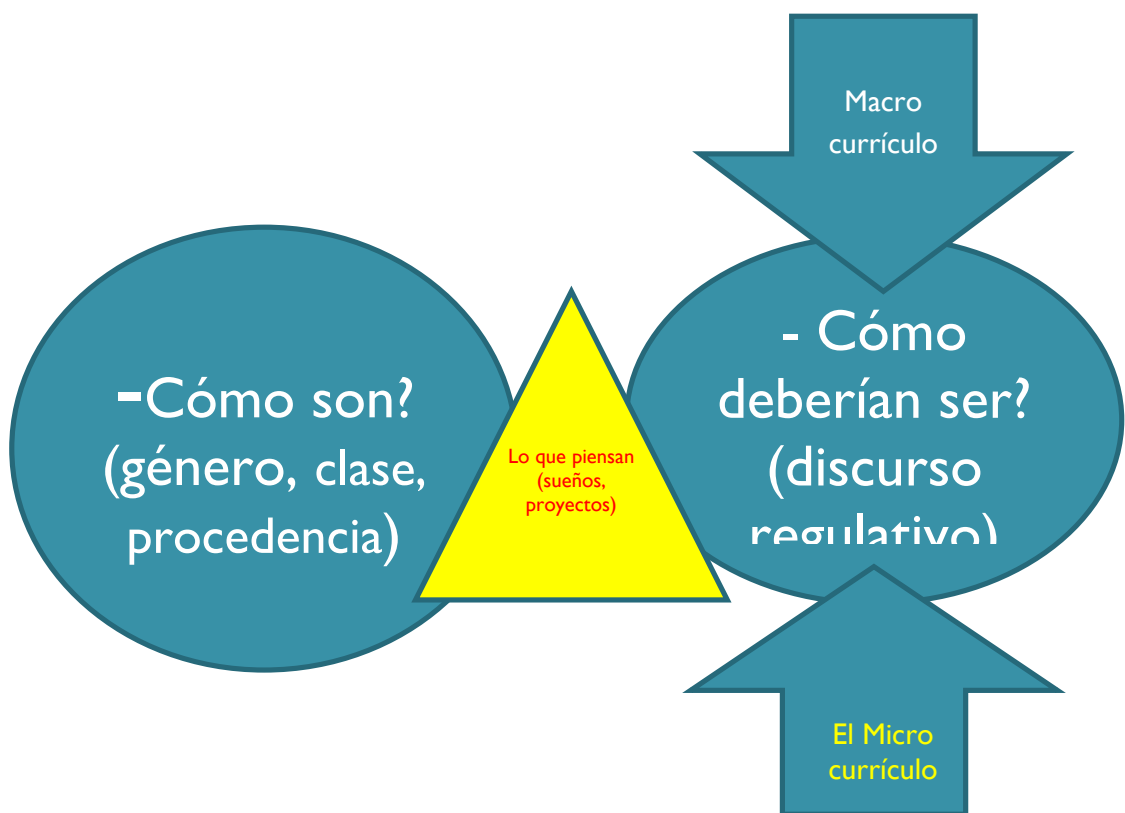 Macro
currículo
-Cómo son?
(género, clase,
procedencia)
Lo que piensan
(sueños,
proyectos)
- Cómo
deberían ser?
(discurso
regulativo)
El Micro
currículo